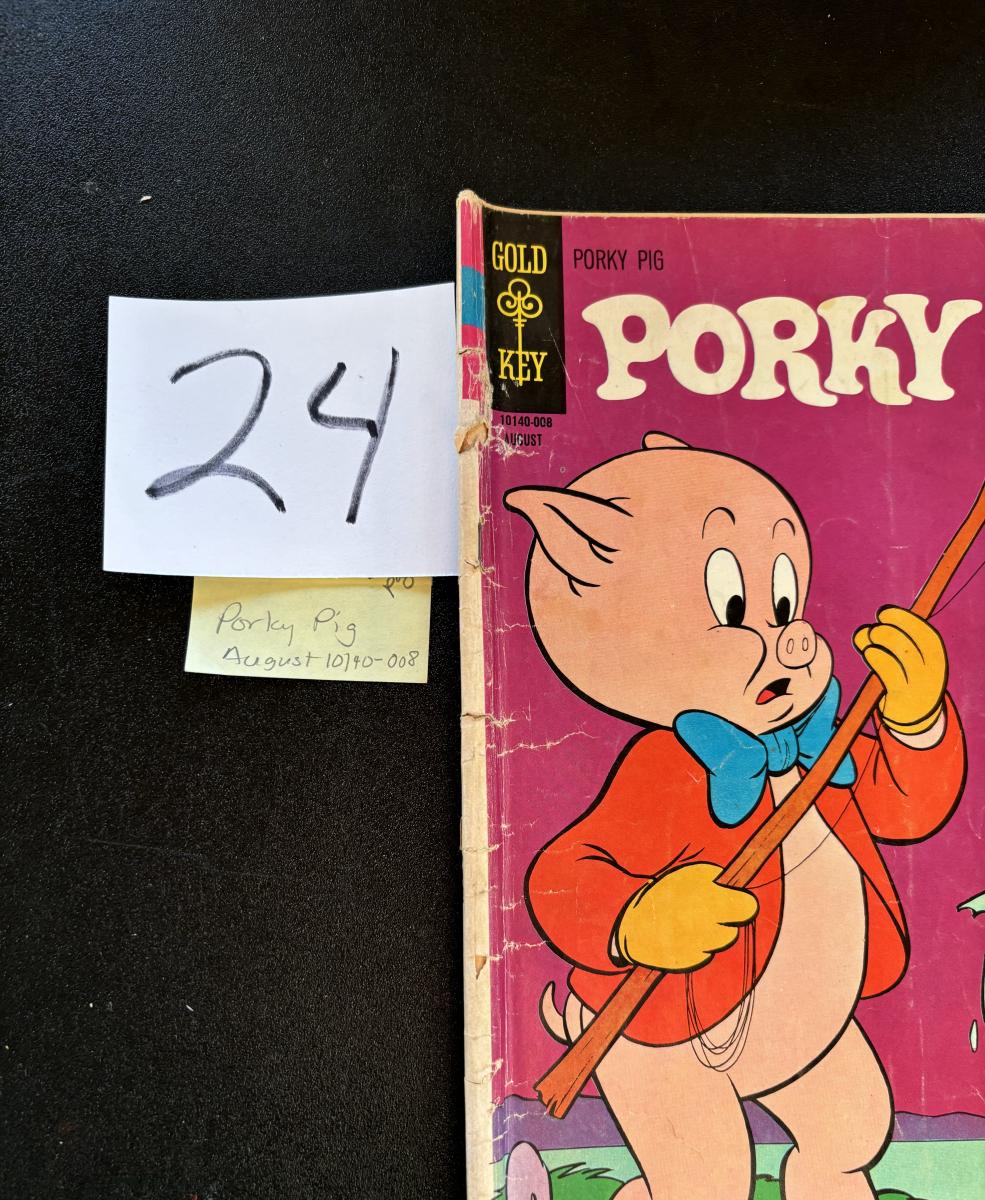 GOLD
KEY
PORKY PIG
PORKY
10140-008
AUGUST
24
Porky Pig
August 10140-008